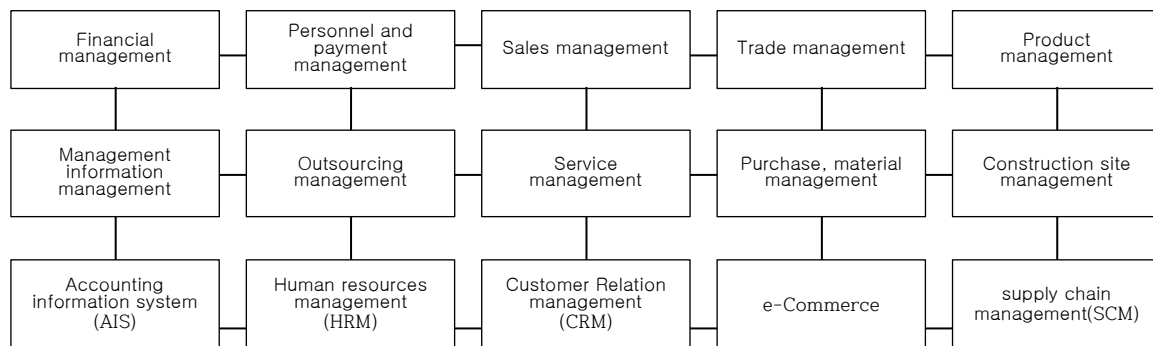 Financial
management
Personnel and
payment
management
Sales management
Trade management
Product
management
Management
information
management
Outsourcing
management
Service
management
Purchase, material
management
Construction site
management
Accounting
information system
(AIS)
Human resources
management
(HRM)
Customer Relation
management
(CRM)
e-Commerce
supply chain
management(SCM)